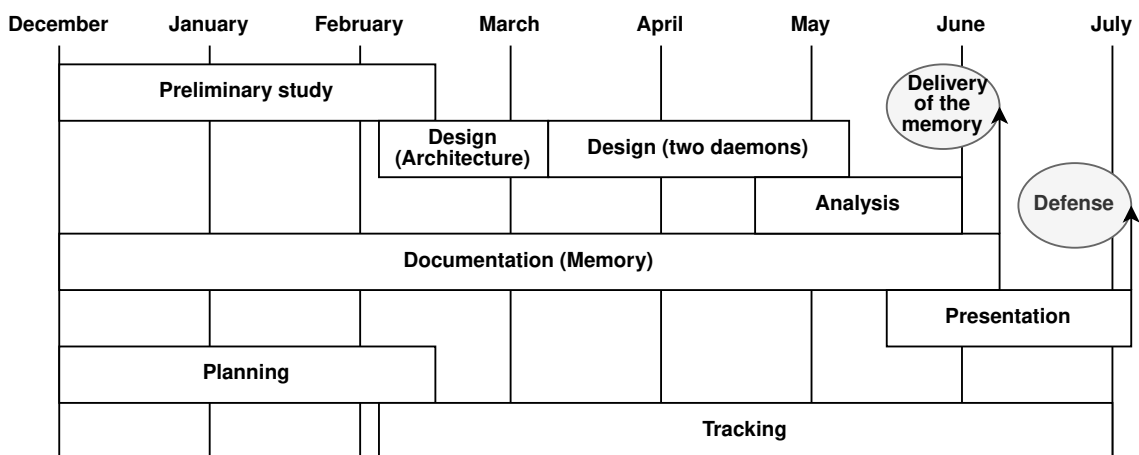 December January February March April May June July
Preliminary study
Delivery
of the
memory
Design
(Architecture)
Design (two daemons)
Analysis
Defense
Documentation (Memory)
Presentation
Planning
Tracking